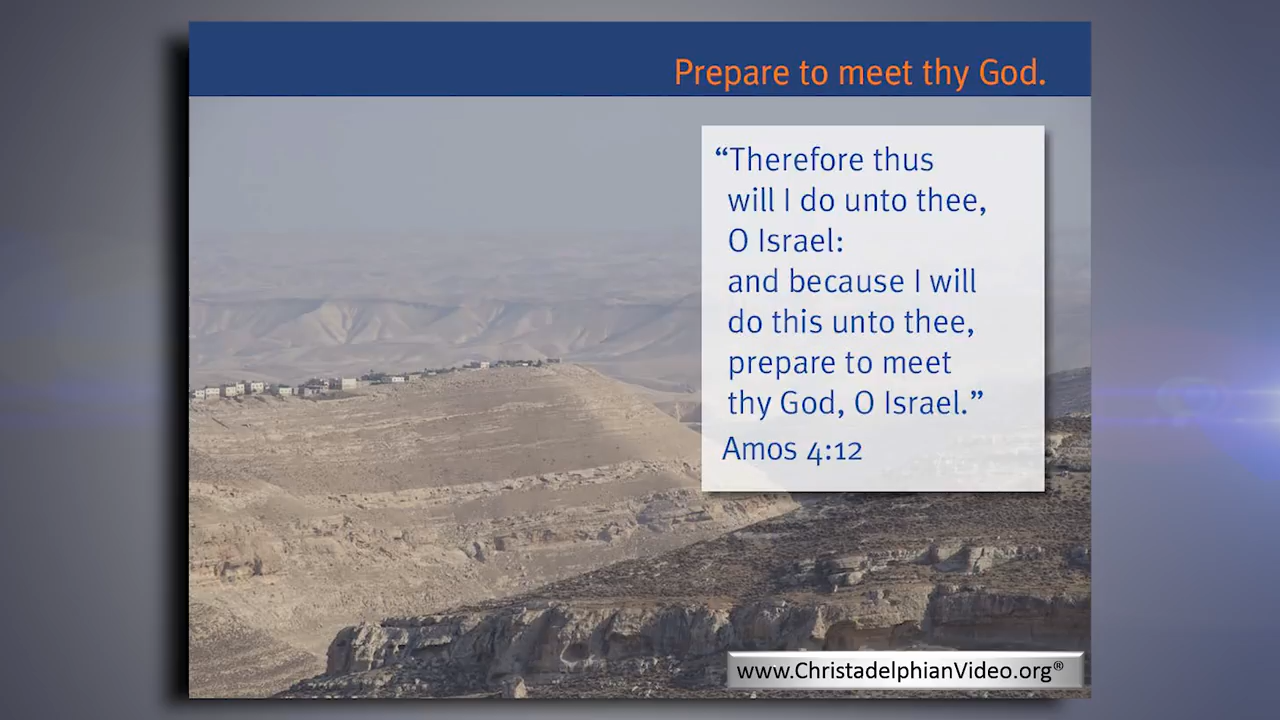 Prepare to meet thy God.
“Therefore thus
will I do unto thee,
O Israel:
and because I will
do this unto thee,
prepare to meet
thy God, O Israel.”
Amos 4:12
www.ChristadelphianVideo.org®